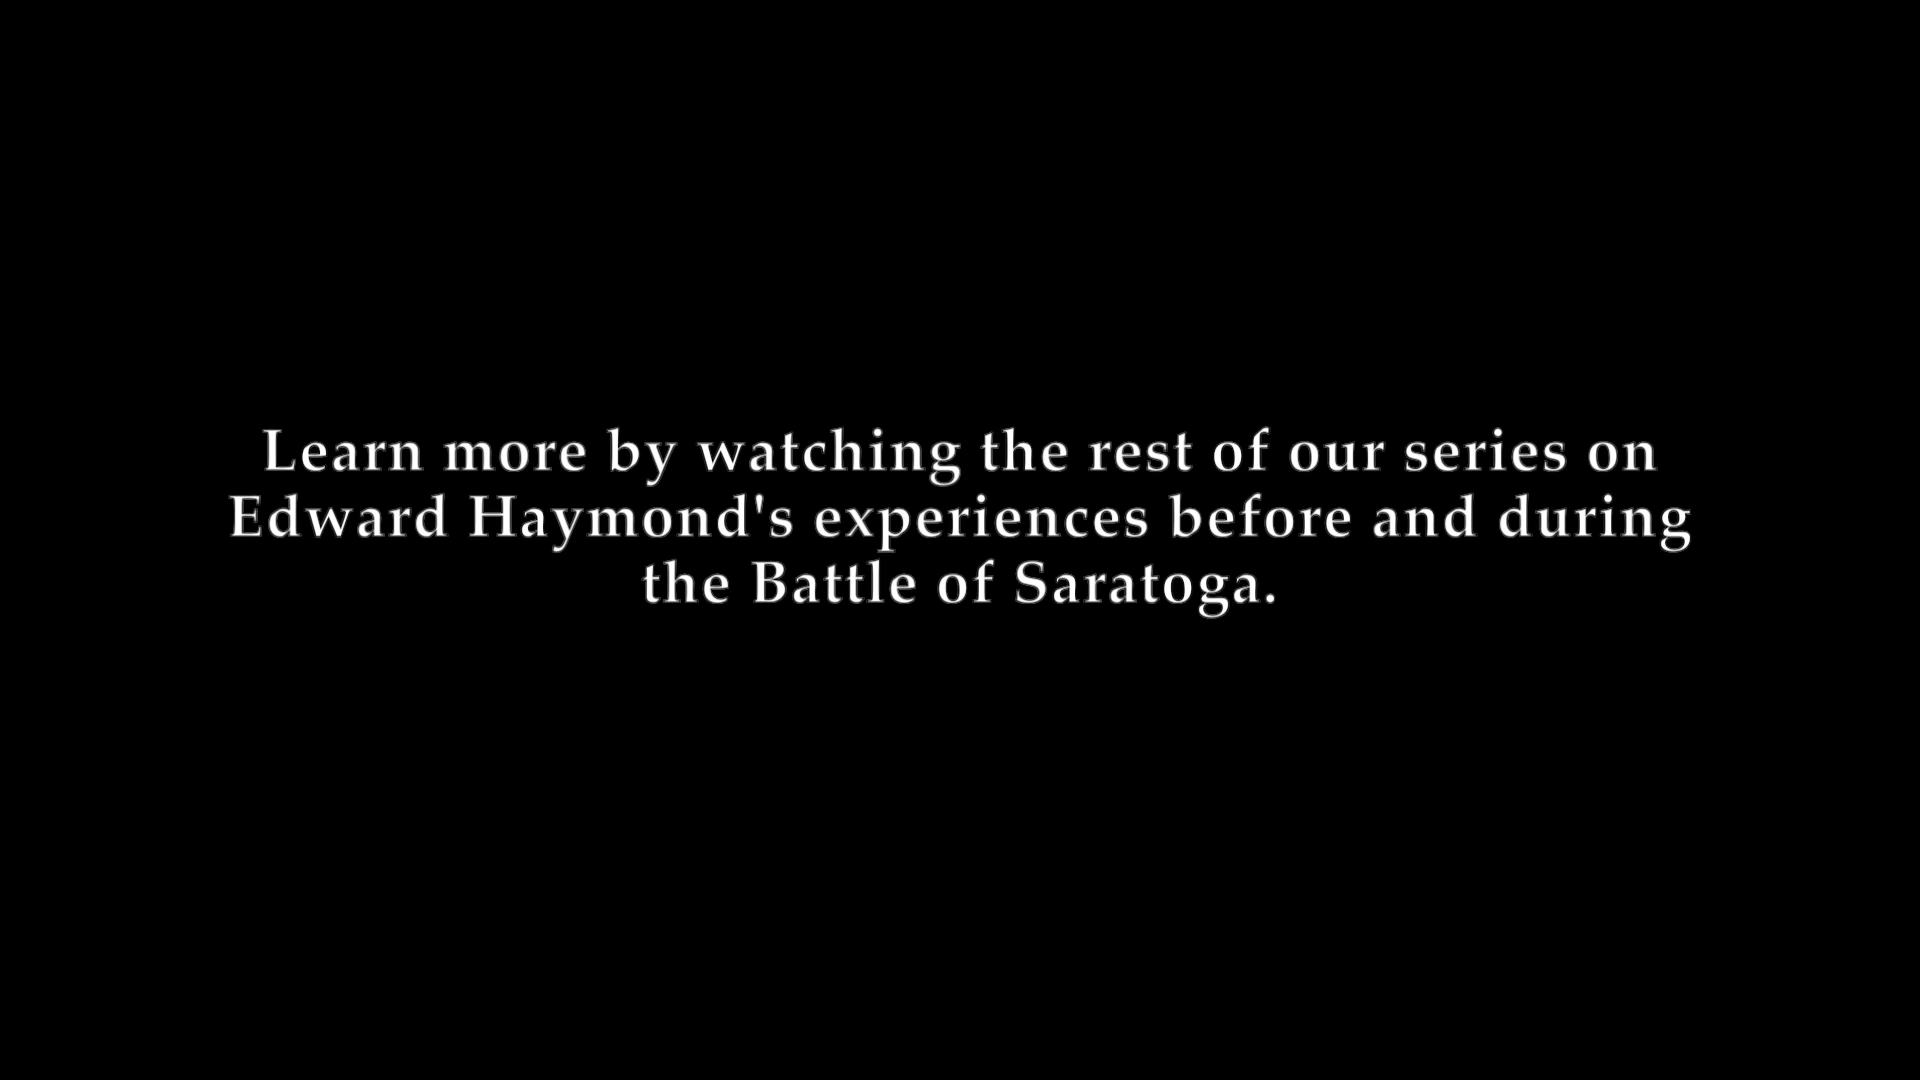 Learn more by watching the rest of our series on
Edward Haymond's experiences before and during
the Battle of Saratoga.